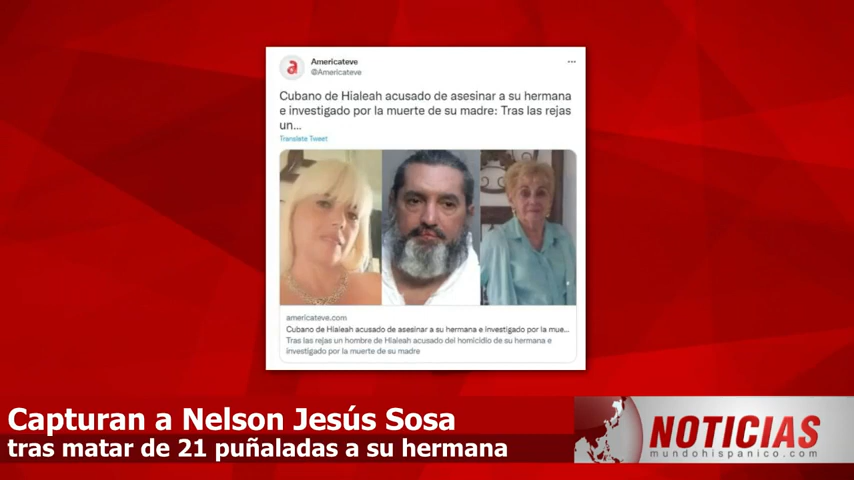 a
Americateve
@Americateve
Cubano de Hialeah acusado de asesinar a su hermana
e investigado por la muerte de su madre: Tras las rejas
un...
Translate Tweet
americateve.com
Cubano de Hialeah acusado de asesinar a su hermana e investigado por la mue...
Tras las rejas un hombre de Hialeah acusado del homicidio de su hermana e
investigado por la muerte de su madre
Capturan a Nelson Jesús Sosa
tras matar de 21 puñaladas a su hermana
NOTICIAS
mundohispanico.com